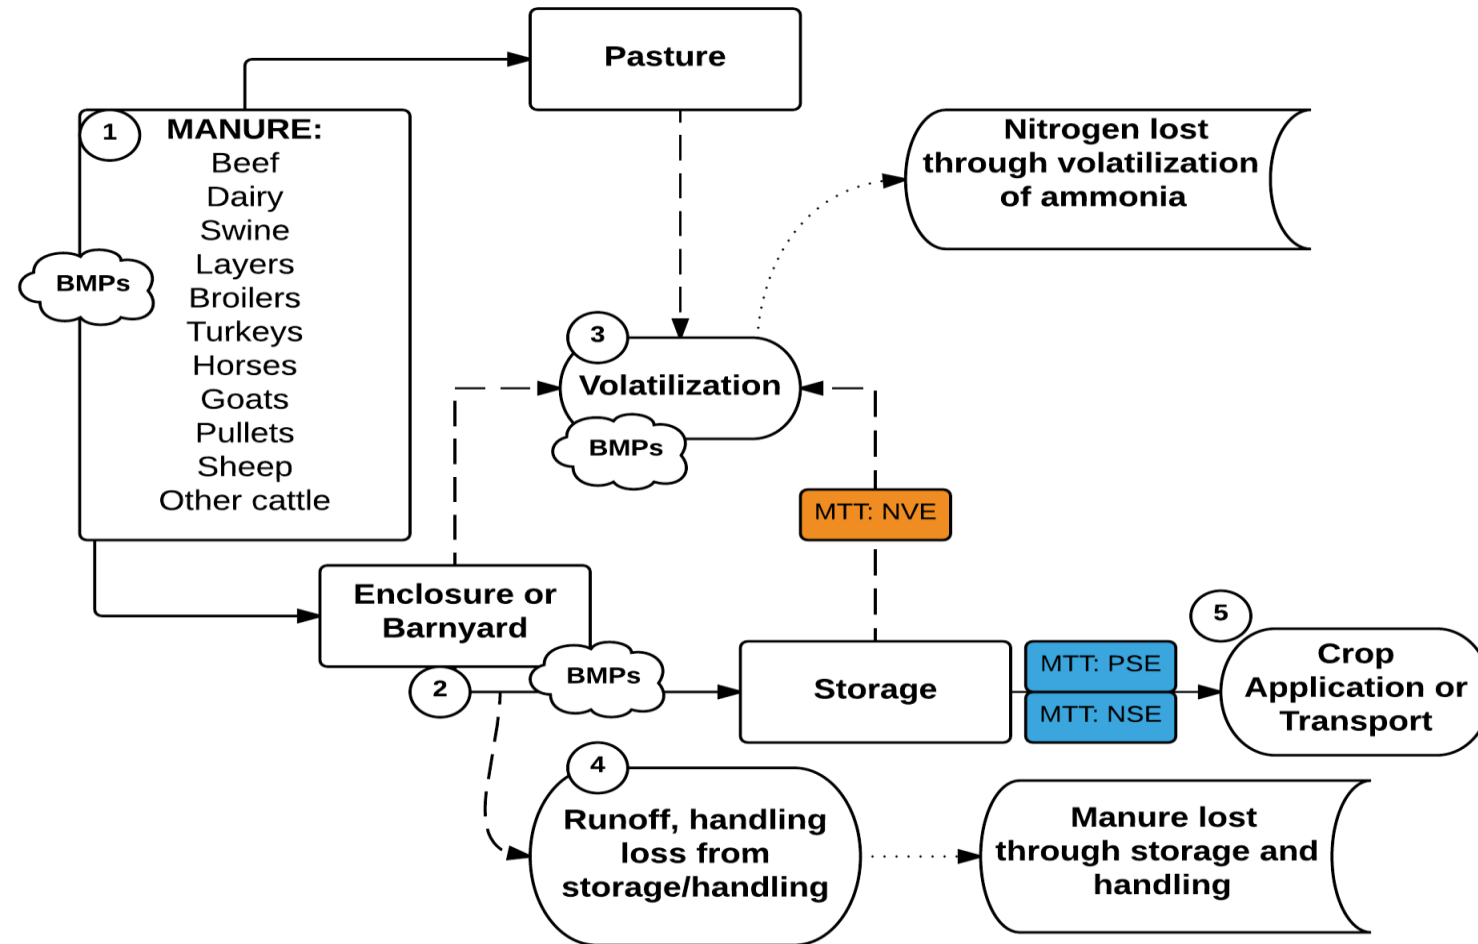 Pasture
1
MANURE:
Beef
Dairy
Swine
Layers
Broilers
Turkeys
Horses
Goats
Pullets
Sheep
Other cattle
BMPs
Nitrogen lost
through volatilization
of ammonia
3
Volatilization
BMPs
MTT: NVE
Enclosure or
Barnyard
2
BMPs
Storage
MTT: PSE
MTT: NSE
5
Crop
Application or
Transport
4
Runoff, handling
loss from
storage/handling
Manure lost
through storage and
handling